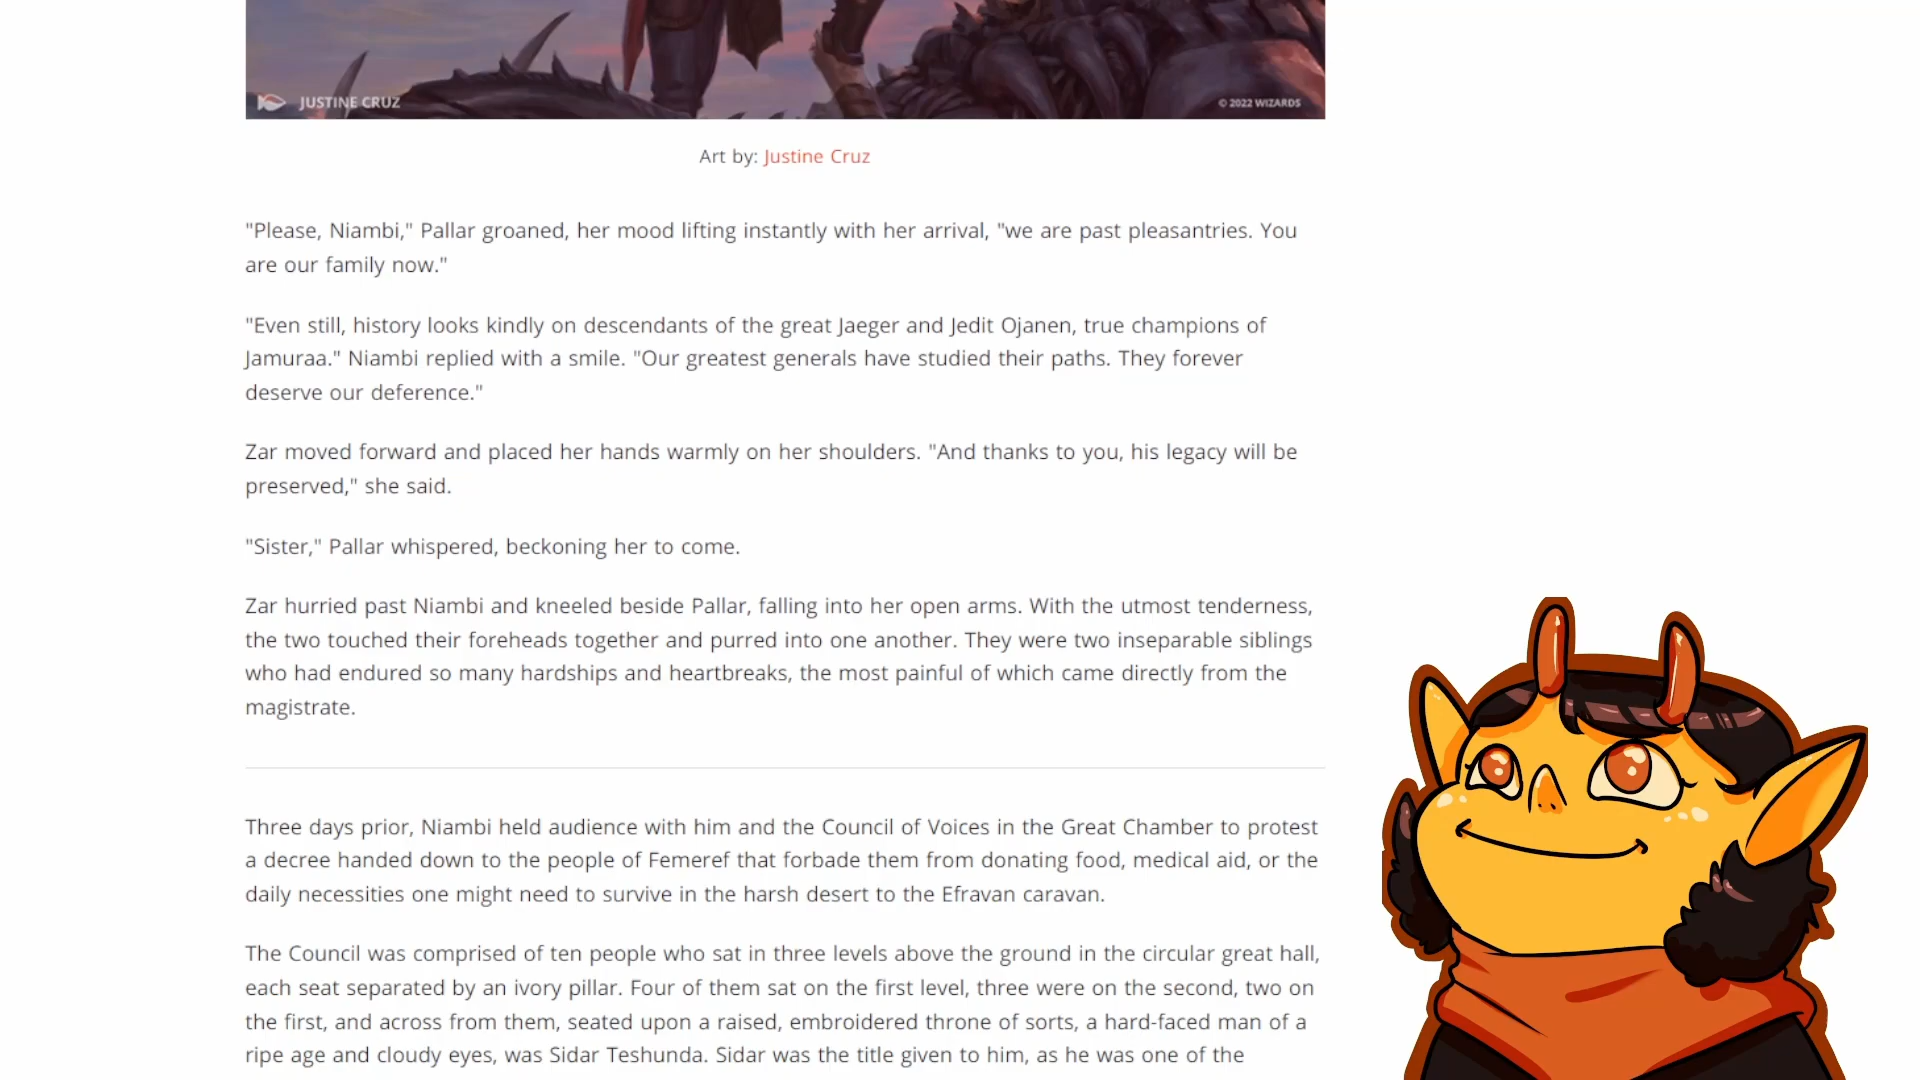 JUSTINE CRUZ
© 2022 WIZARDS
Art by: Justine Cruz
"Please, Niambi," Pallar groaned, her mood lifting instantly with her arrival, "we are past pleasantries. You
are our family now."
"Even still, history looks kindly on descendants of the great Jaeger and Jedit Ojanen, true champions of
Jamuraa." Niambi replied with a smile. "Our greatest generals have studied their paths. They forever
deserve our deference."
Zar moved forward and placed her hands warmly on her shoulders. "And thanks to you, his legacy will be
preserved," she said.
"Sister," Pallar whispered, beckoning her to come.
Zar hurried past Niambi and kneeled beside Pallar, falling into her open arms. With the utmost tenderness,
the two touched their foreheads together and purred into one another. They were two inseparable siblings
who had endured so many hardships and heartbreaks, the most painful of which came directly from the
magistrate.
Three days prior, Niambi held audience with him and the Council of Voices in the Great Chamber to protest
a decree handed down to the people of Femeref that forbade them from donating food, medical aid, or the
daily necessities one might need to survive in the harsh desert to the Efravan caravan.
The Council was comprised of ten people who sat in three levels above the ground in the circular great hall,
each seat separated by an ivory pillar. Four of them sat on the first level, three were on the second, two on
the first, and across from them, seated upon a raised, embroidered throne of sorts, a hard-faced man of a
ripe age and cloudy eyes, was Sidar Teshunda. Sidar was the title given to him, as he was one of the